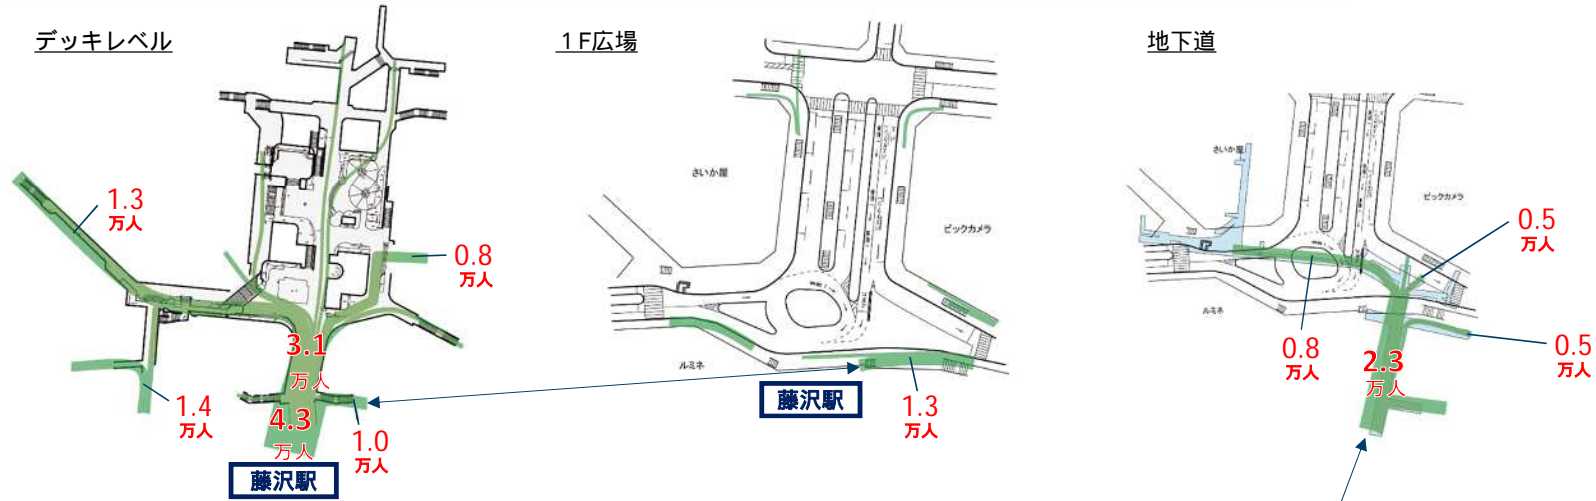 デッキレベル
1.3
万人
0.8
万人
3.1
万人
4.3
万人
1.4
万人
1.0
万人
藤沢駅
1F広場
さいか屋
ビックカメラ
ルミネ
藤沢駅
1.3
万人
地下道
さいか屋
ビックカメラ
0.5
万人
ルミネ
0.8
万人
2.3
万人
0.5
万人